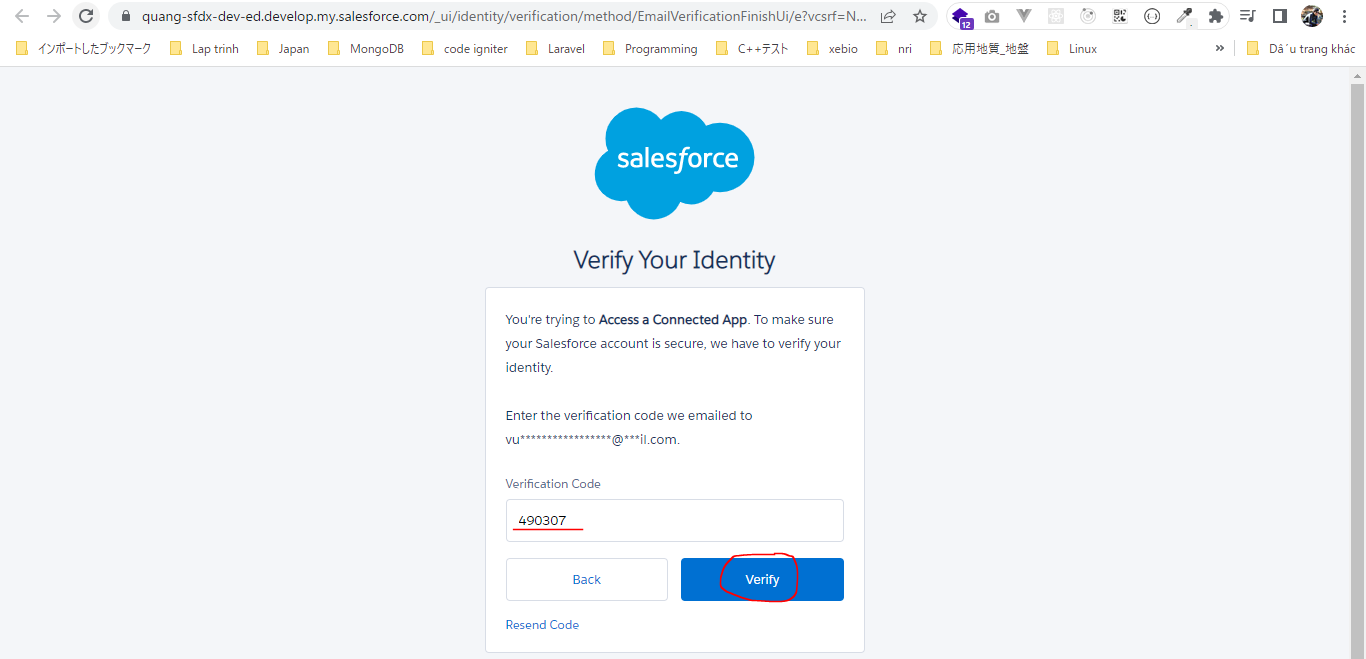 quang-sfdx-dev-ed.develop.my.salesforce.com/_ui/identity/verification/method/EmailVerificationFinishUi/e?vcsrf=N...
12
インポートしたブックマーク Lap trinh Japan MongoDB code igniter Laravel Programming C++テスト xebio nri 応用地質_地盤 Linux » Dấu trang khác
salesforce
Verify Your Identity
You're trying to Access a Connected App. To make sure
your Salesforce account is secure, we have to verify your
identity.
Enter the verification code we emailed to
vu*****************@***il.com.
Verification Code
490307
Back Verify
Resend Code